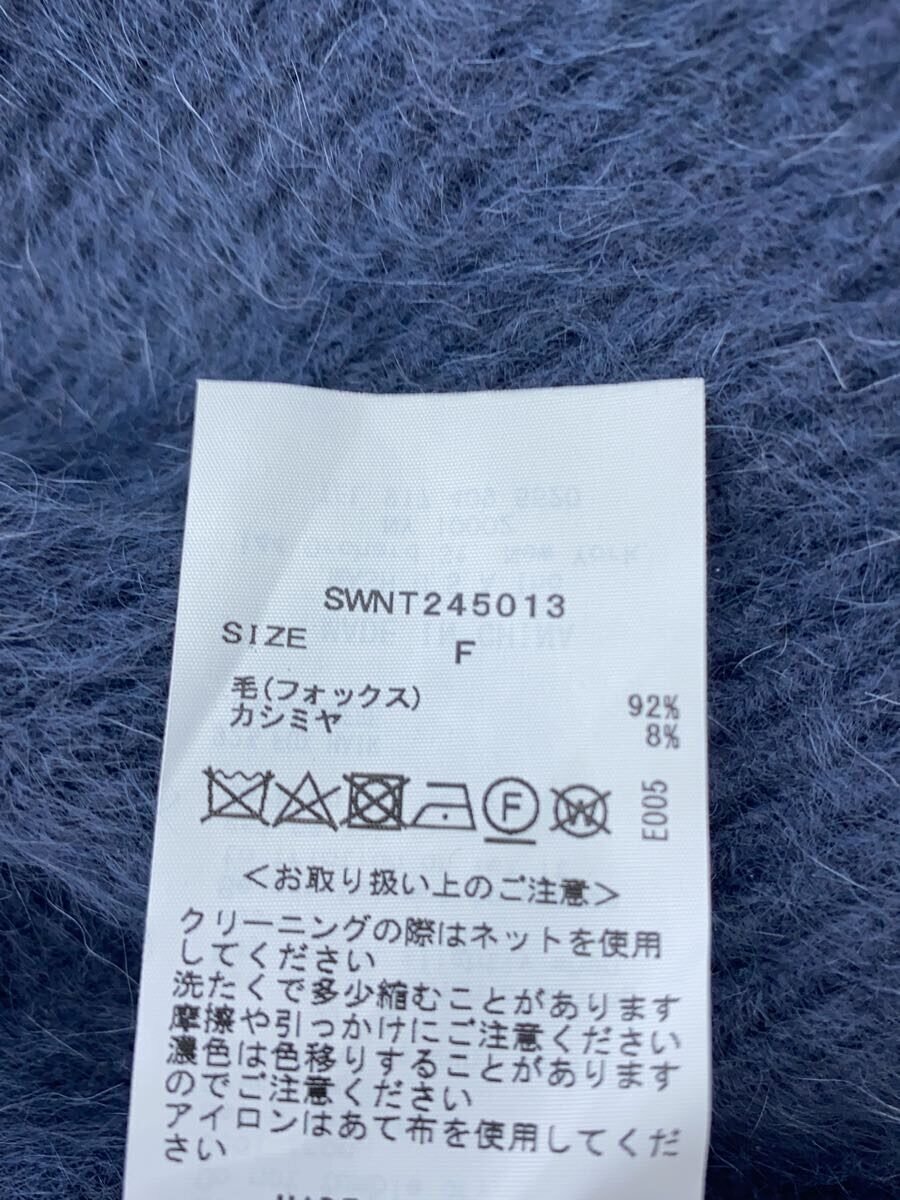 SWNT245013
SIZE F
毛(フォックス) 92%
カシミヤ 8%
F W E005
<お取り扱い上のご注意>
クリーニングの際はネットを使用
してください
洗たくで多少縮むことがあります
摩擦や引っかけにご注意ください
濃色は色移りすることがあります
のでご注意ください
アイロンはあて布を使用してくだ
さい